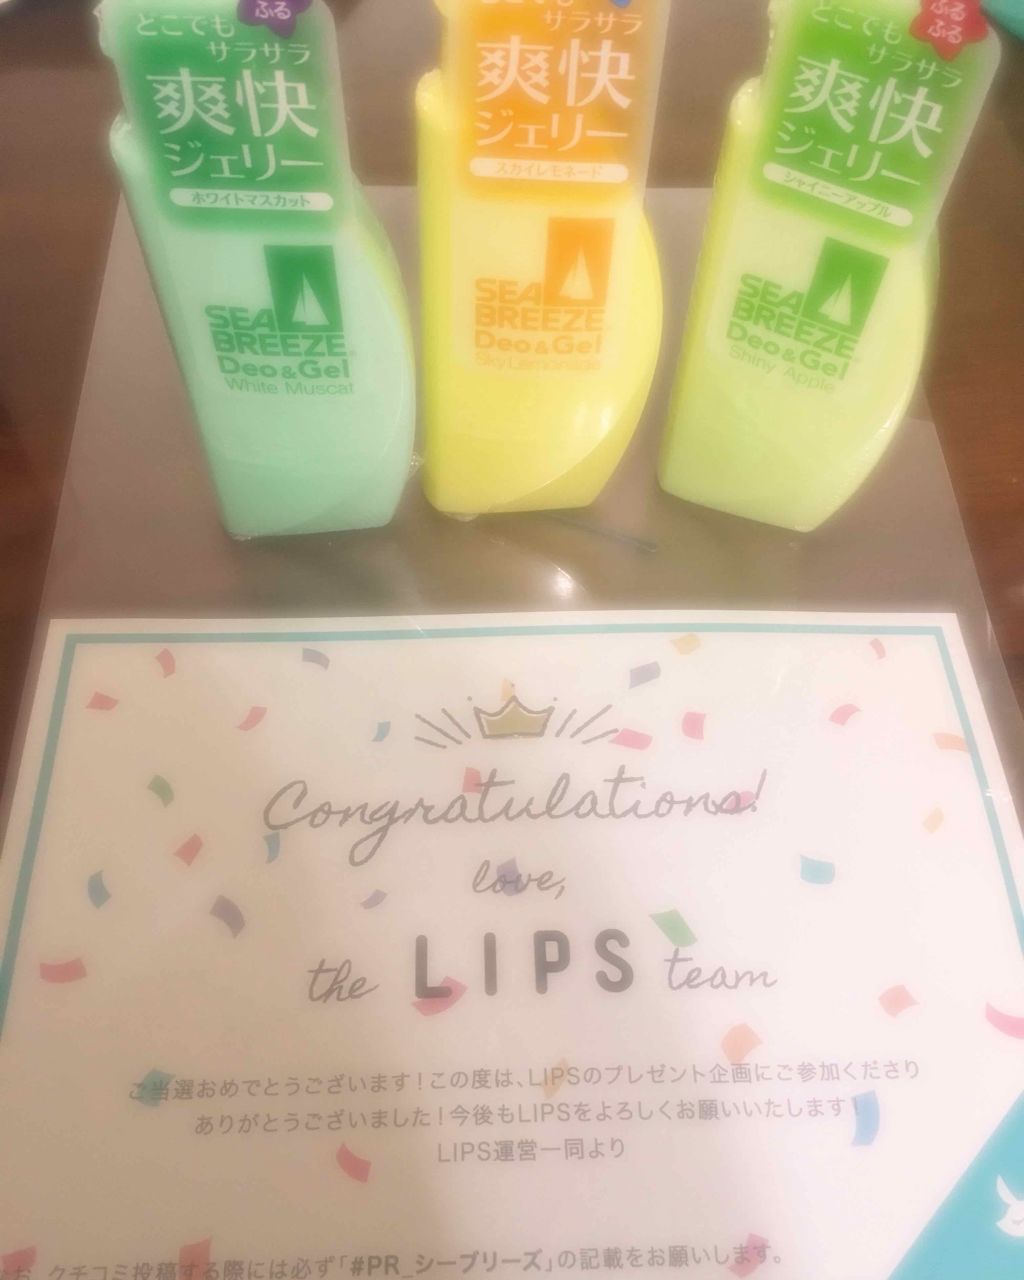 ふる
どこでも
サラサラ
爽快
ジェリー
ホワイトマスカット
SEA
BREEZE
Deo&Gel
White Muscat
どこでも
サラサラ
爽快
ジェリー
スカイレモネード
SEA
BREEZE
Deo&Gel
Sky Lemonade
ふる
ふる
どこでも
サラサラ
爽快
ジェリー
シャイニーアップル
SEA
BREEZE
Deo&Gel
Shiny Apple
Congratulations!
love,
the LIPS team
ご当選おめでとうございます!この度は、LIPSのプレゼント企画にご参加くださり
ありがとうございました!今後もLIPSをよろしくお願いいたします!
LIPS運営一同より
なお、クチコミ投稿する際には必ず「#PR_シーブリーズ」の記載をお願いします。